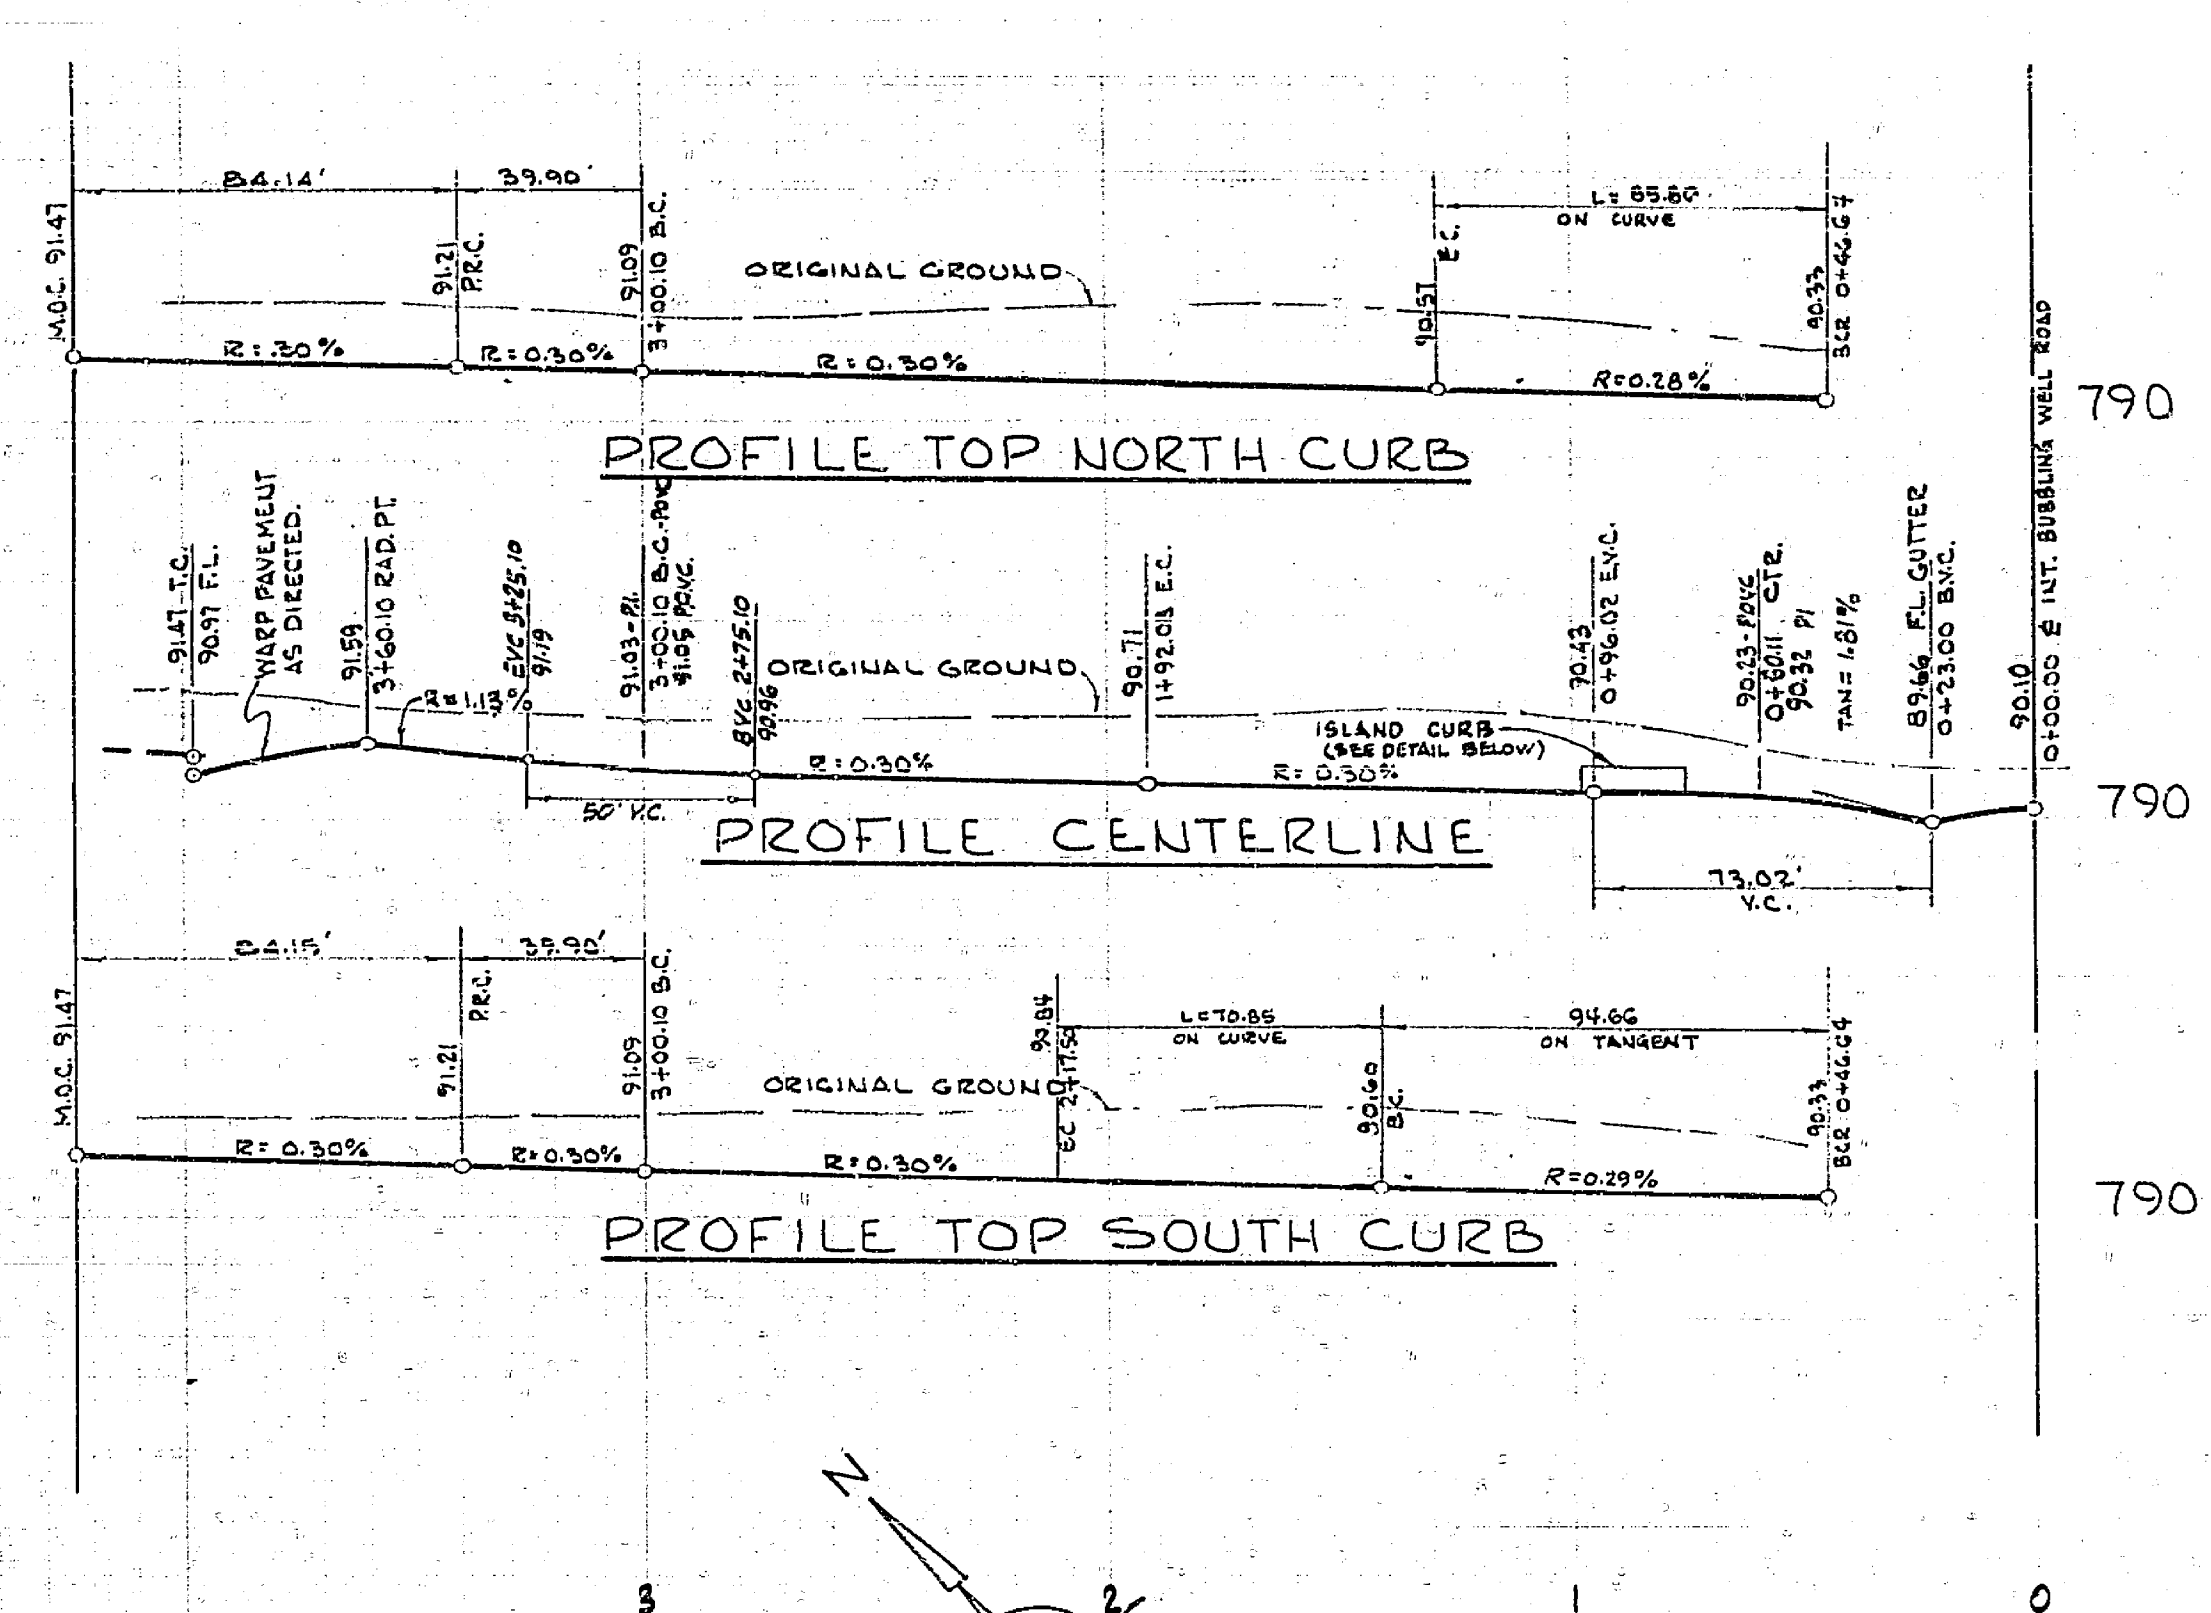 84.14'
39.90'
L= 85.86
ON CURVE
M.O.C. 91.47
91.21
P.R.C.
91.09
3+00.10 B.C.
ORIGINAL GROUND
90.57
E.C.
90.33
BCR 0+46.64
R= .30%
R= 0.30%
R= 0.30%
R=0.28%
790
PROFILE TOP NORTH CURB
91.47 T.C.
90.97 F.L.
WARP PAVEMENT
AS DIRECTED.
91.59
3+60.10 RAD. PT.
R= 1.13%
EVC 3+25.10
91.19
91.03-P.I.
3+00.10 B.C.-POVC
91.05 P.O.V.C.
BVC 2+75.10
90.96
ORIGINAL GROUND
90.71
1+92.01 E.C.
ISLAND CURB
(SEE DETAIL BELOW)
0+96.02 E.V.C.
90.23-POVC
0+60.11 CTR.
90.32 PI
TAN= 1.81%
89.66 F.L. GUTTER
0+23.00 B.V.C.
90.10
0+00.00 ₵ INT. BUBBLING WELL ROAD
R= 0.30%
R= 0.30%
50' V.C.
790
PROFILE CENTERLINE
73.02'
V.C.
84.15'
39.90'
M.O.C. 91.47
91.21
P.R.C.
91.09
3+00.10 B.C.
90.84
EC 2+17.50
L=70.85
ON CURVE
94.66
ON TANGENT
ORIGINAL GROUND
90.60
B.C.
90.33
BCR 0+46.64
R= 0.30%
R= 0.30%
R= 0.30%
R=0.29%
790
PROFILE TOP SOUTH CURB
N
3
2
1
0